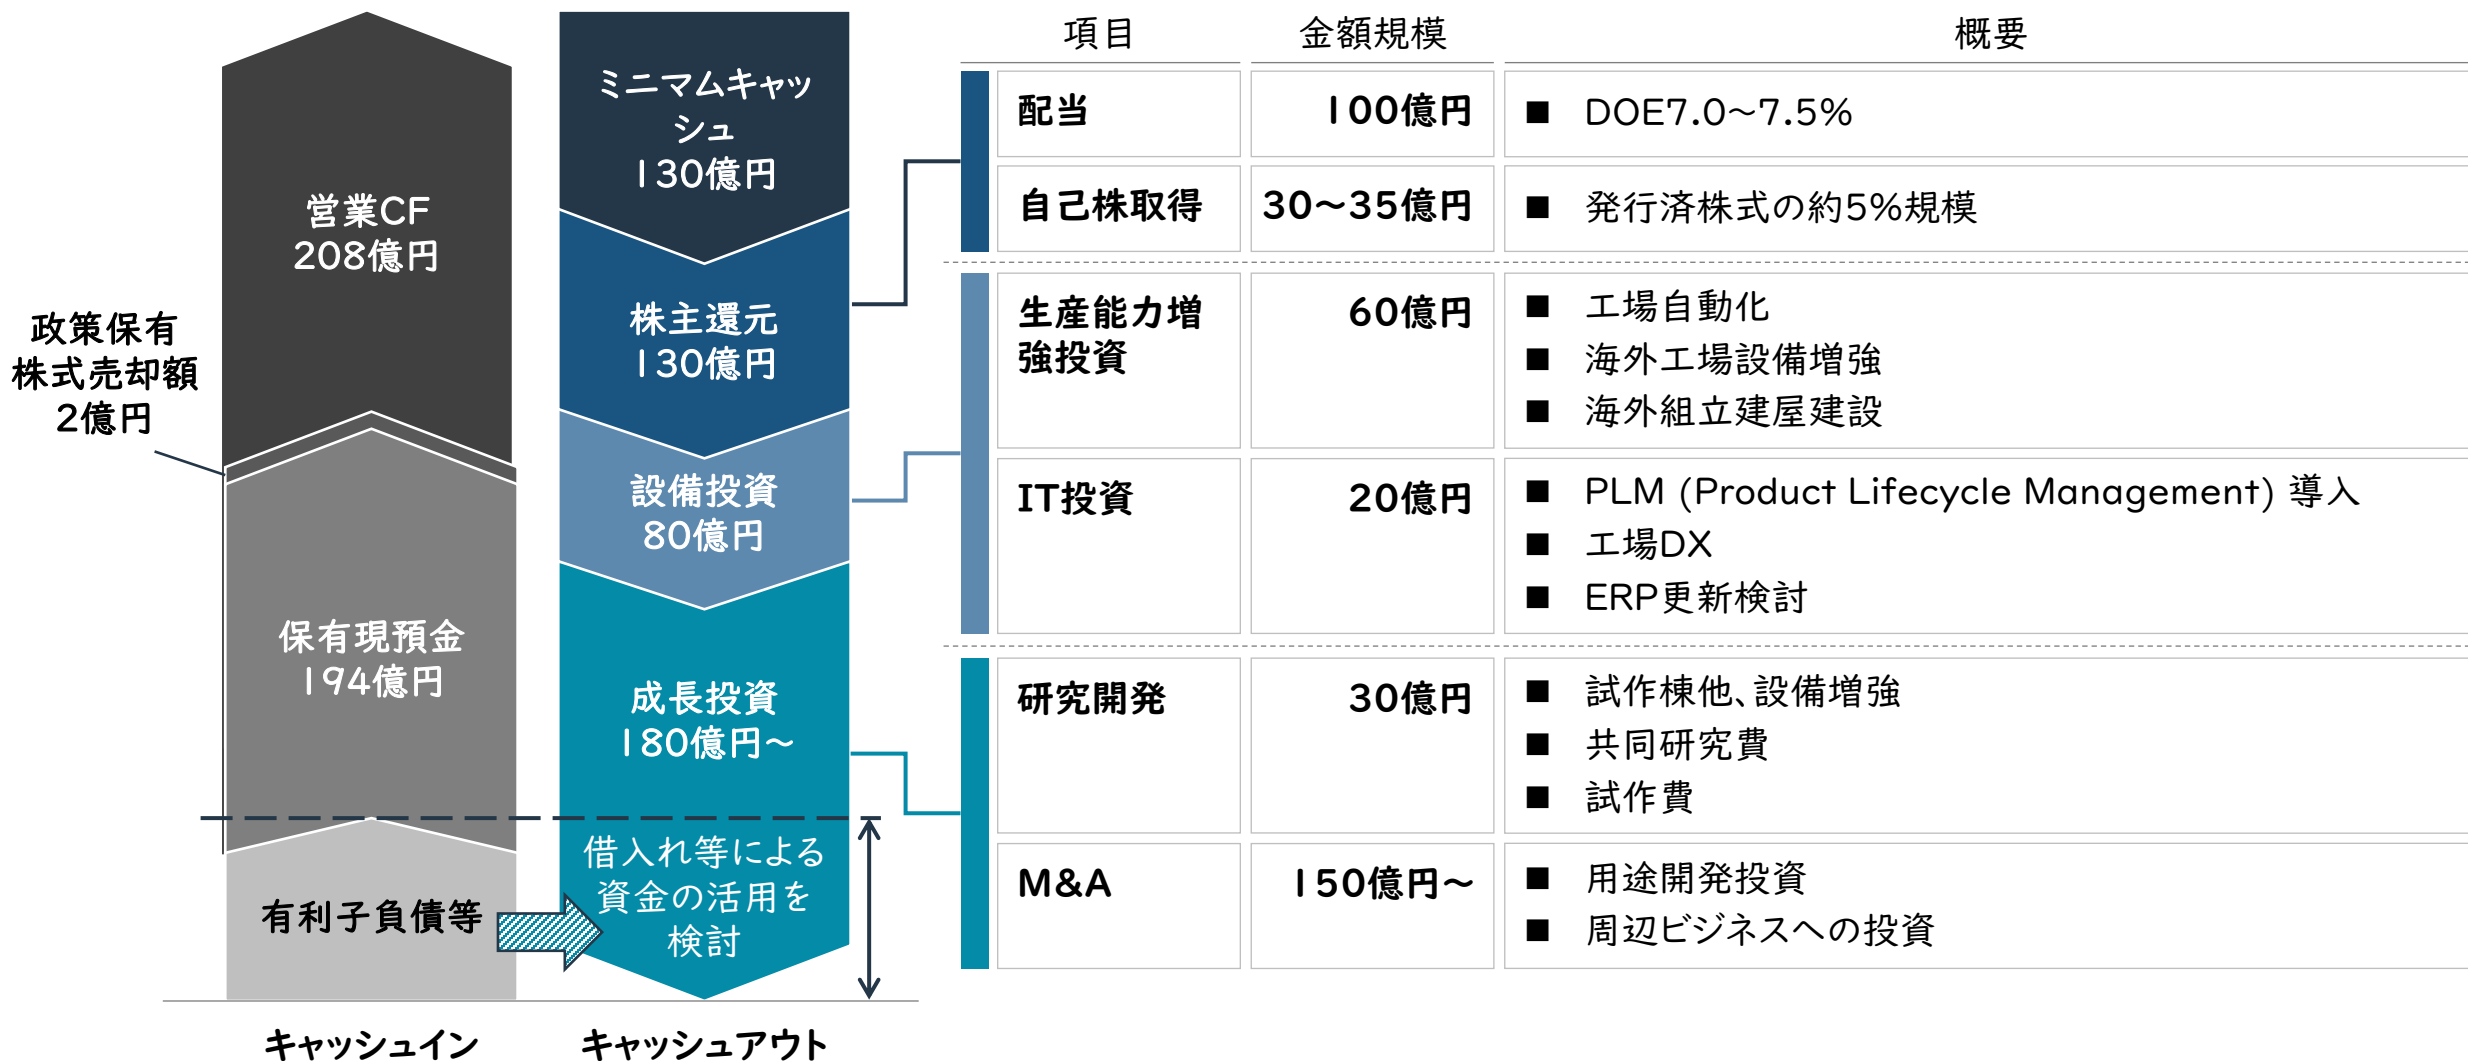 営業CF
208億円
政策保有
株式売却額
2億円
保有現預金
194億円
有利子負債等
キャッシュイン
ミニマムキャッ
シュ
130億円
株主還元
130億円
設備投資
80億円
成長投資
180億円～
借入れ等による
資金の活用を
検討
キャッシュアウト
項目 金額規模 概要
配当 100億円 ■ DOE7.0～7.5%
自己株取得 30～35億円 ■ 発行済株式の約5%規模
生産能力増
強投資
60億円
■ 工場自動化
■ 海外工場設備増強
■ 海外組立建屋建設
IT投資
20億円
■ PLM (Product Lifecycle Management) 導入
■ 工場DX
■ ERP更新検討
研究開発
30億円
■ 試作棟他、設備増強
■ 共同研究費
■ 試作費
M&A
150億円～
■ 用途開発投資
■ 周辺ビジネスへの投資